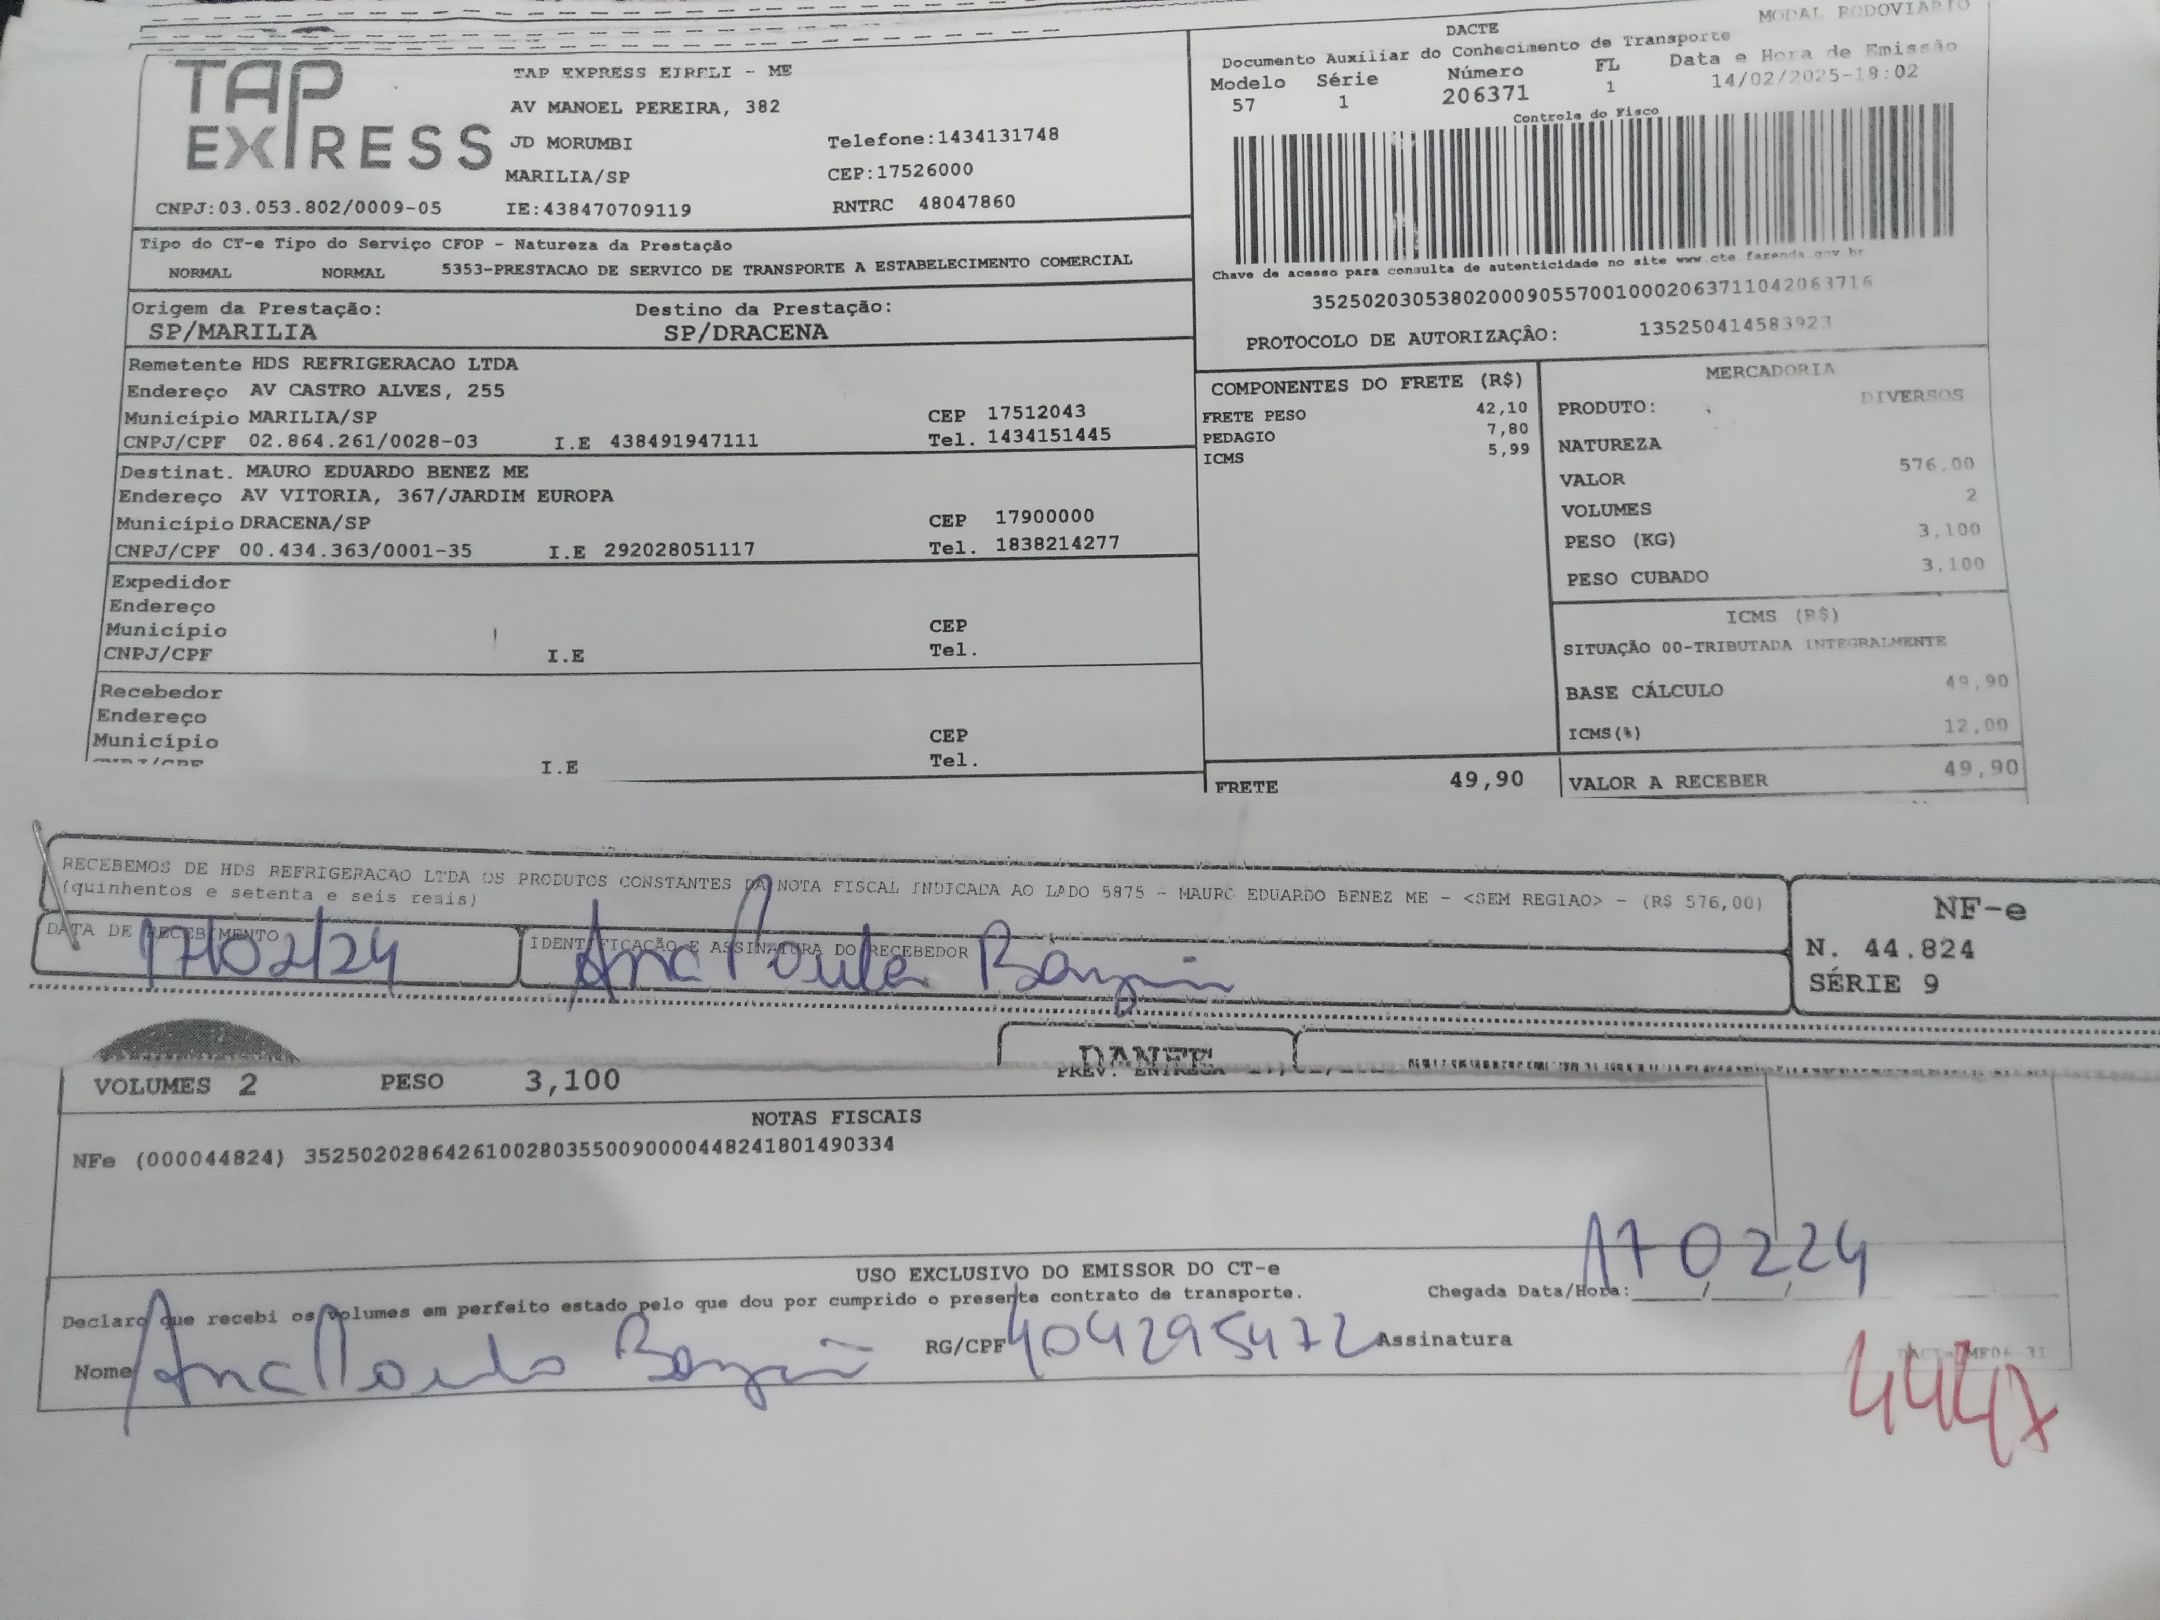 MODAL RODOVIÁRIO
DACTE
Documento Auxiliar do Conhecimento de Transporte
Modelo Série Número FL Data e Hora de Emissão
57 1 206371 1 14/02/2025-18:02
Controle do Fisco
Chave de acesso para consulta de autenticidade no site www.cte.fazenda.gov.br
35250203053802000905570010002063711042063716
PROTOCOLO DE AUTORIZAÇÃO: 135250414583923
TAP EXPRESS
TAP EXPRESS EIRELI - ME
AV MANOEL PEREIRA, 382
JD MORUMBI Telefone:1434131748
MARILIA/SP CEP:17526000
CNPJ:03.053.802/0009-05 IE:438470709119 RNTRC 48047860
Tipo do CT-e Tipo do Serviço CFOP - Natureza da Prestação
NORMAL NORMAL 5353-PRESTACAO DE SERVICO DE TRANSPORTE A ESTABELECIMENTO COMERCIAL
Origem da Prestação: Destino da Prestação:
SP/MARILIA SP/DRACENA
Remetente HDS REFRIGERACAO LTDA
Endereço AV CASTRO ALVES, 255
Município MARILIA/SP CEP 17512043
CNPJ/CPF 02.864.261/0028-03 I.E 438491947111 Tel. 1434151445
Destinat. MAURO EDUARDO BENEZ ME
Endereço AV VITORIA, 367/JARDIM EUROPA
Município DRACENA/SP CEP 17900000
CNPJ/CPF 00.434.363/0001-35 I.E 292028051117 Tel. 1838214277
Expedidor
Endereço
Município CEP
CNPJ/CPF I.E Tel.
Recebedor
Endereço
Município CEP
CNPJ/CPF I.E Tel.
COMPONENTES DO FRETE (R$)
FRETE PESO 42,10
PEDAGIO 7,80
ICMS 5,99
FRETE 49,90
MERCADORIA
PRODUTO: DIVERSOS
NATUREZA
VALOR 576,00
VOLUMES 2
PESO (KG) 3,100
PESO CUBADO 3,100
ICMS (R$)
SITUAÇÃO 00-TRIBUTADA INTEGRALMENTE
BASE CÁLCULO 49,90
ICMS(%) 12,00
VALOR A RECEBER 49,90
RECEBEMOS DE HDS REFRIGERACAO LTDA OS PRODUTOS CONSTANTES DA NOTA FISCAL INDICADA AO LADO 5875 - MAURO EDUARDO BENEZ ME - <SEM REGIAO> - (R$ 576,00)
(quinhentos e setenta e seis reais)
DATA DE RECEBIMENTO IDENTIFICAÇÃO E ASSINATURA DO RECEBEDOR
17/02/24 Ana Paula
NF-e
N. 44.824
SÉRIE 9
DANFE
PREV. ENTREGA
VOLUMES 2 PESO 3,100
NOTAS FISCAIS
NFe (000044824) 35250202864261002803550090000448241801490334
USO EXCLUSIVO DO EMISSOR DO CT-e
Declaro que recebi os volumes em perfeito estado pelo que dou por cumprido o presente contrato de transporte. Chegada Data/Hora: 17 02 24
Nome Ana Paula RG/CPF 404295472 Assinatura
4447